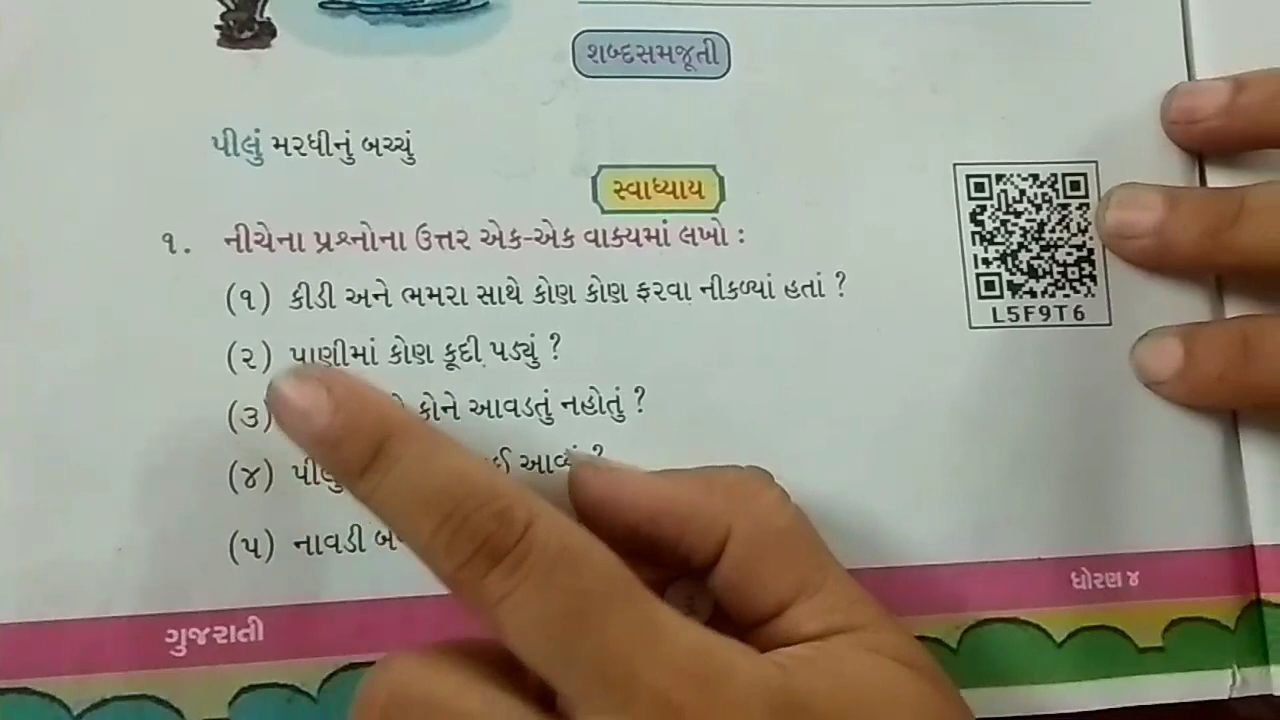 શબ્દસમજૂતી
પીલું મરઘીનું બચ્ચું
સ્વાધ્યાય
૧. નીચેના પ્રશ્નોના ઉત્તર એક-એક વાક્યમાં લખો :
(૧) કીડી અને ભમરા સાથે કોણ કોણ ફરવા નીકળ્યાં હતાં ?
L5F9T6
(૨) પાણીમાં કોણ કૂદી પડ્યું ?
(૩) કોને આવડતું નહોતું ?
(૪)
(૫) નાવડી
ધોરણ ૪
ગુજરાતી